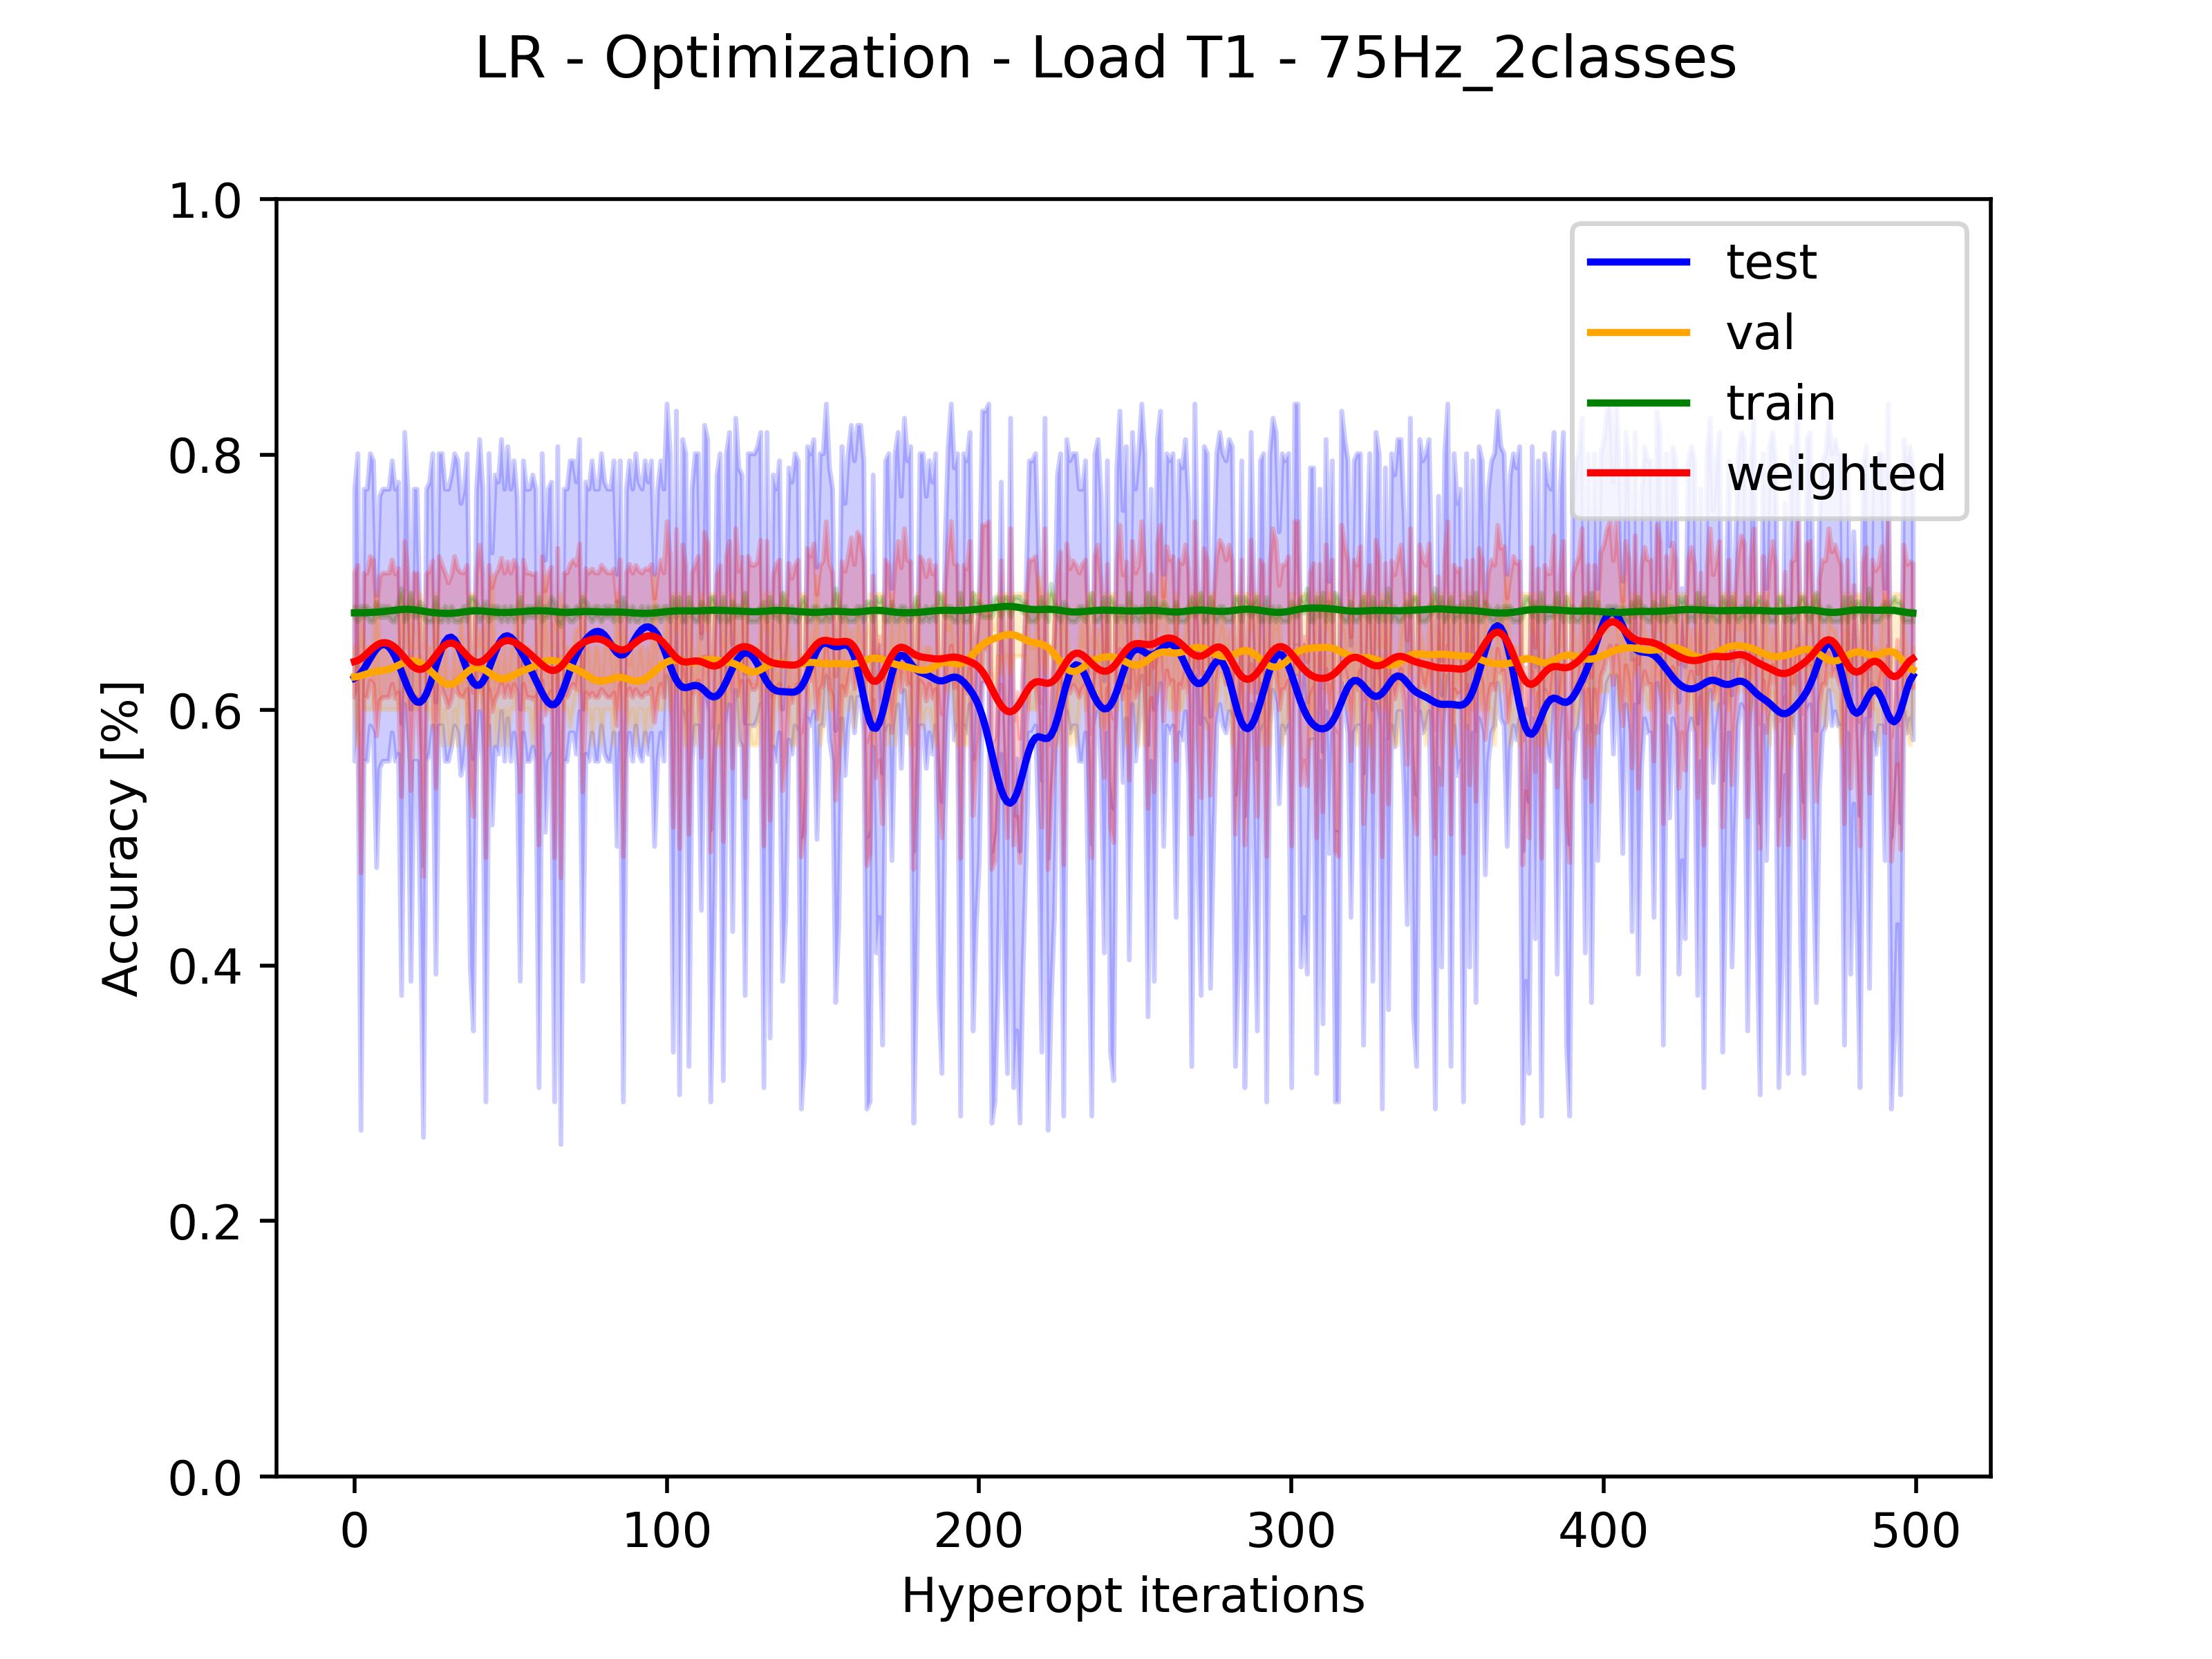 LR - Optimization - Load T1 - 75Hz_2classes
1.0
0.8
0.6
0.4
0.2
0.0
Accuracy [%]
test
val
train
weighted
0 100 200 300 400 500
Hyperopt iterations